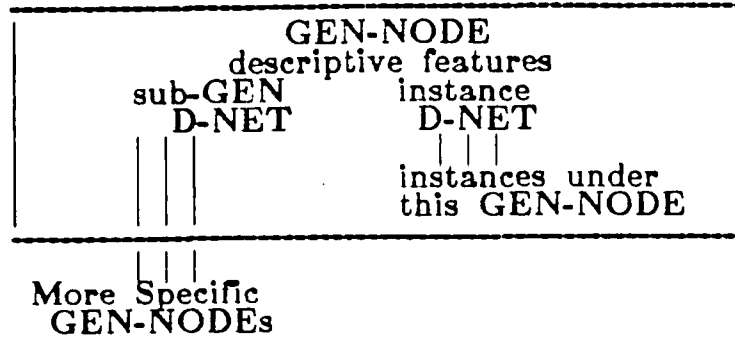 GEN-NODE
descriptive features
sub-GEN instance
D-NET D-NET
instances under
this GEN-NODE
More Specific
GEN-NODEs